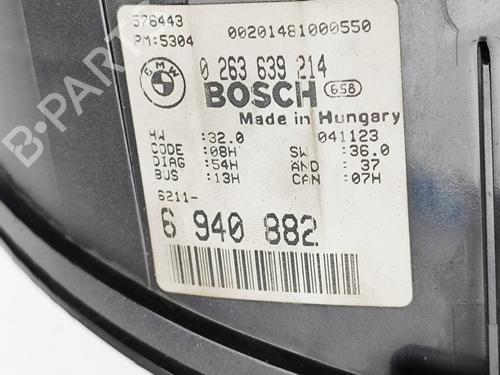 576443 00201481000550
PM:5304
BMW 0 263 639 214
BOSCH 658
Made in Hungary
HW :32.0 041123
CODE :08H SW :36.0
DIAG :54H AND : 37
BUS :13H CAN :07H
6211-
6 940 882
B-PARTS